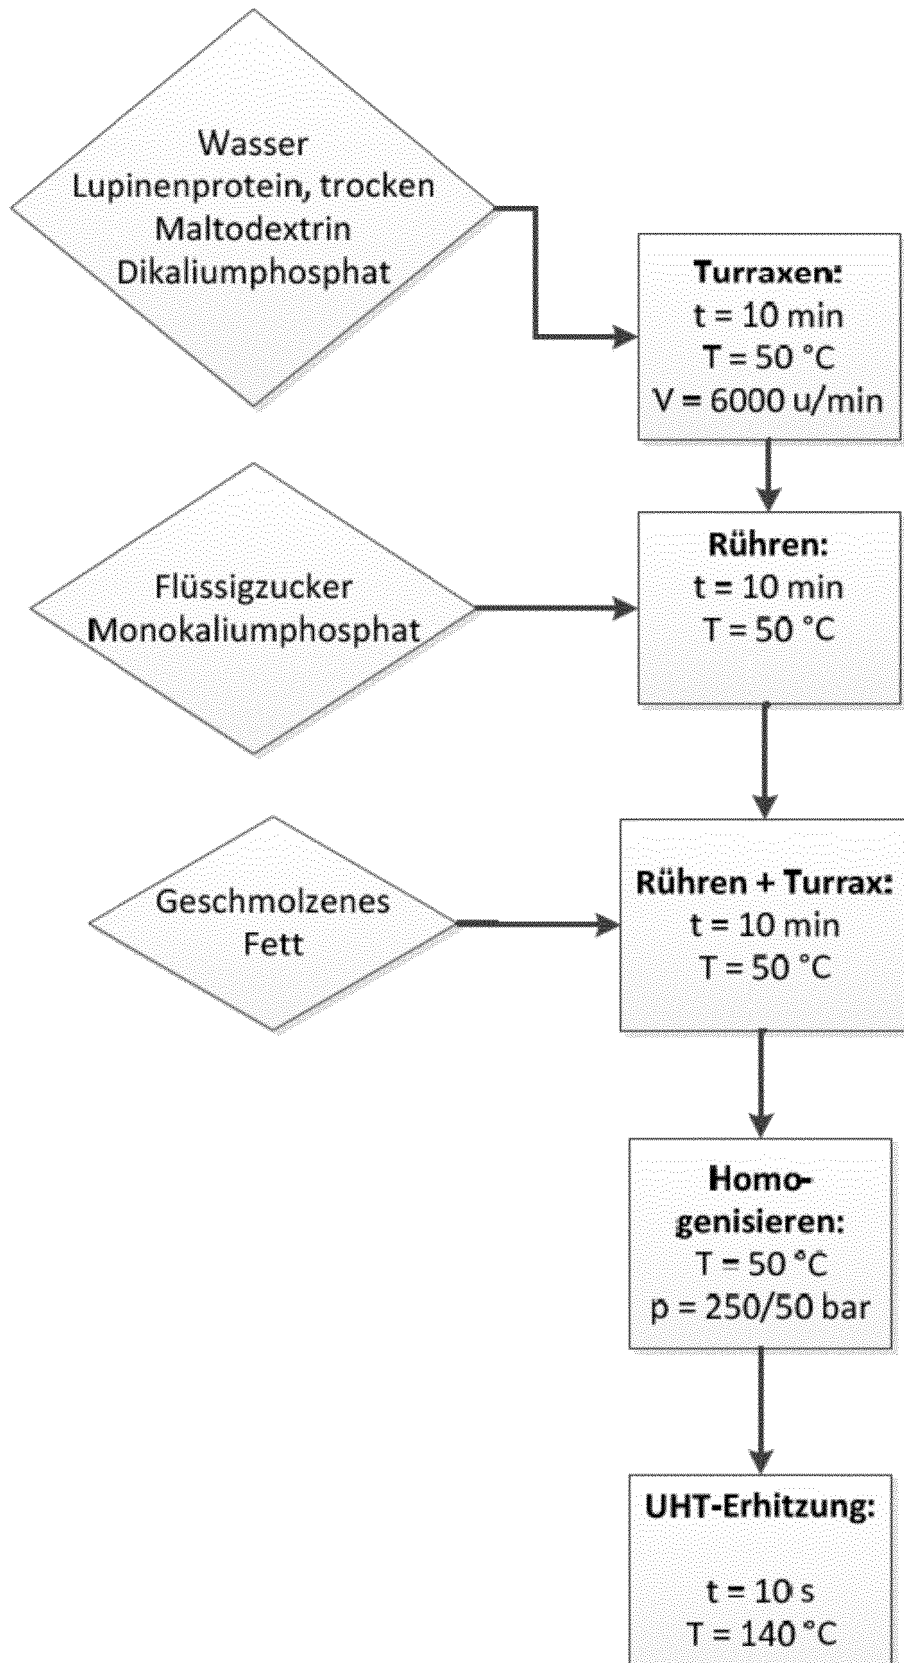 Wasser
Lupinenprotein, trocken
Maltodextrin
Dikaliumphosphat
Turraxen:
t = 10 min
T = 50 °C
V = 6000 u/min
Flüssigzucker
Monokaliumphosphat
Rühren:
t = 10 min
T = 50 °C
Geschmolzenes
Fett
Rühren + Turrax:
t = 10 min
T = 50 °C
Homo-
genisieren:
T = 50 °C
p = 250/50 bar
UHT-Erhitzung:
t = 10 s
T = 140 °C